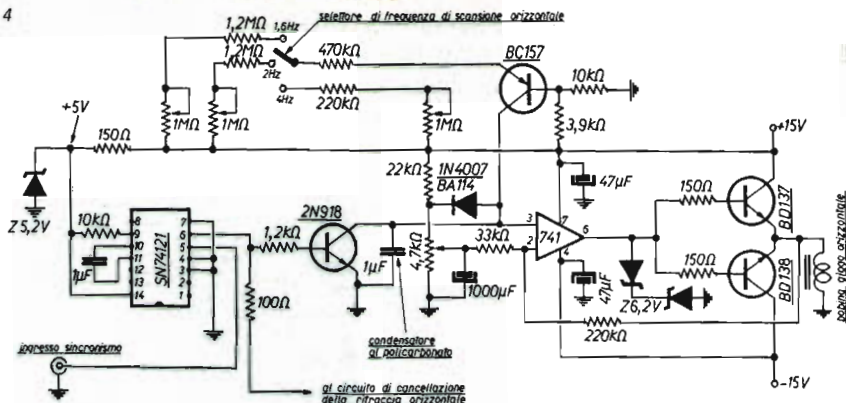 4
1,2MΩ
1,6Hz
selettore di frequenza di scansione orizzontale
1,2MΩ
2Hz
470kΩ
BC157
10kΩ
4Hz
220kΩ
+5V
1MΩ
1MΩ
1MΩ
3,9kΩ
150Ω
+15V
22kΩ
1N4007
BA114
47µF
Z5,2V
10kΩ
1µF
SN74121
8
9
10
11
12
13
14
7
6
5
4
3
2
1
1,2kΩ
2N918
1µF
4,7kΩ
33kΩ
1000µF
3
2
741
7
6
4
47µF
150Ω
BD137
150Ω
BD138
Z6,2V
100Ω
220kΩ
bobina giogo orizzontale
condensatore
al policarbonato
ingresso sincronismo
al circuito di cancellazione
della ritraccia orizzontale
-15V